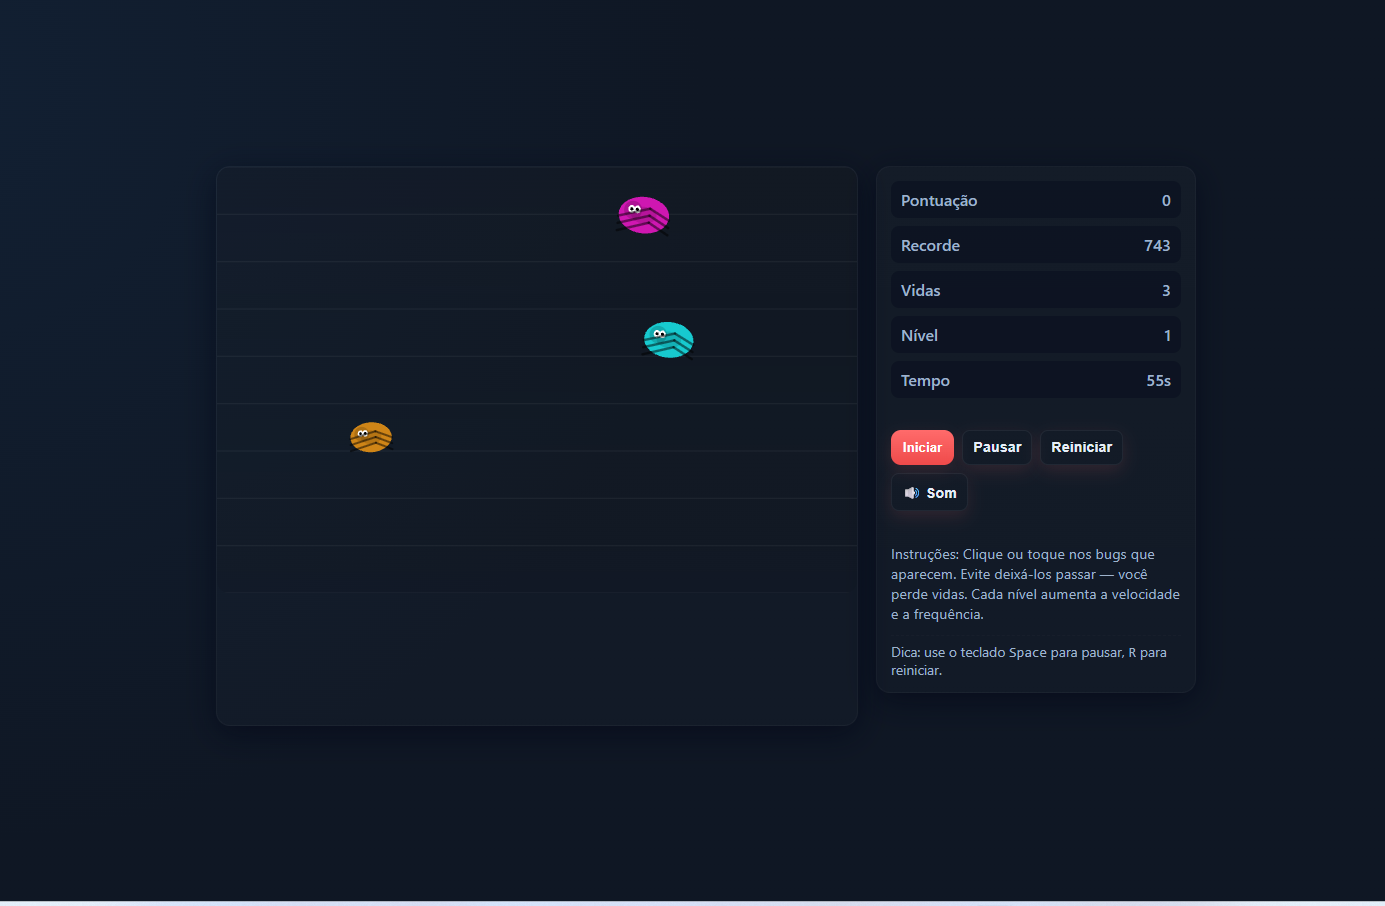 Pontuação 0
Recorde 743
Vidas 3
Nível 1
Tempo 55s
Iniciar Pausar Reiniciar
Som
Instruções: Clique ou toque nos bugs que
aparecem. Evite deixá-los passar — você
perde vidas. Cada nível aumenta a velocidade
e a frequência.
Dica: use o teclado Space para pausar, R para
reiniciar.